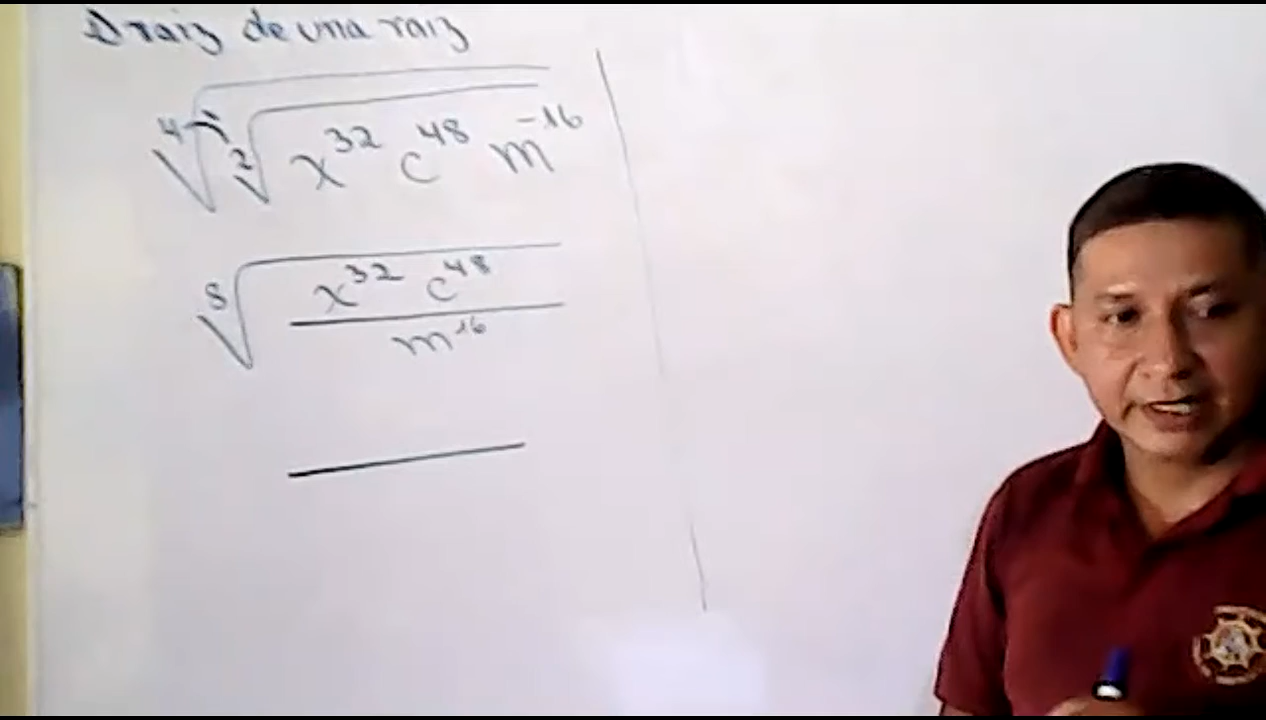 raiz de una raiz
⁴√²√x³² c⁴⁸ m⁻¹⁶
⁸√x³² c⁴⁸
m¹⁶